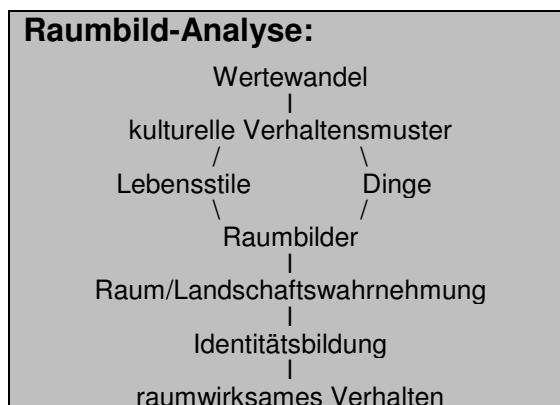 Raumbild-Analyse:
Wertewandel
kulturelle Verhaltensmuster
Lebensstile Dinge
Raumbilder
Raum/Landschaftswahrnehmung
Identitätsbildung
raumwirksames Verhalten